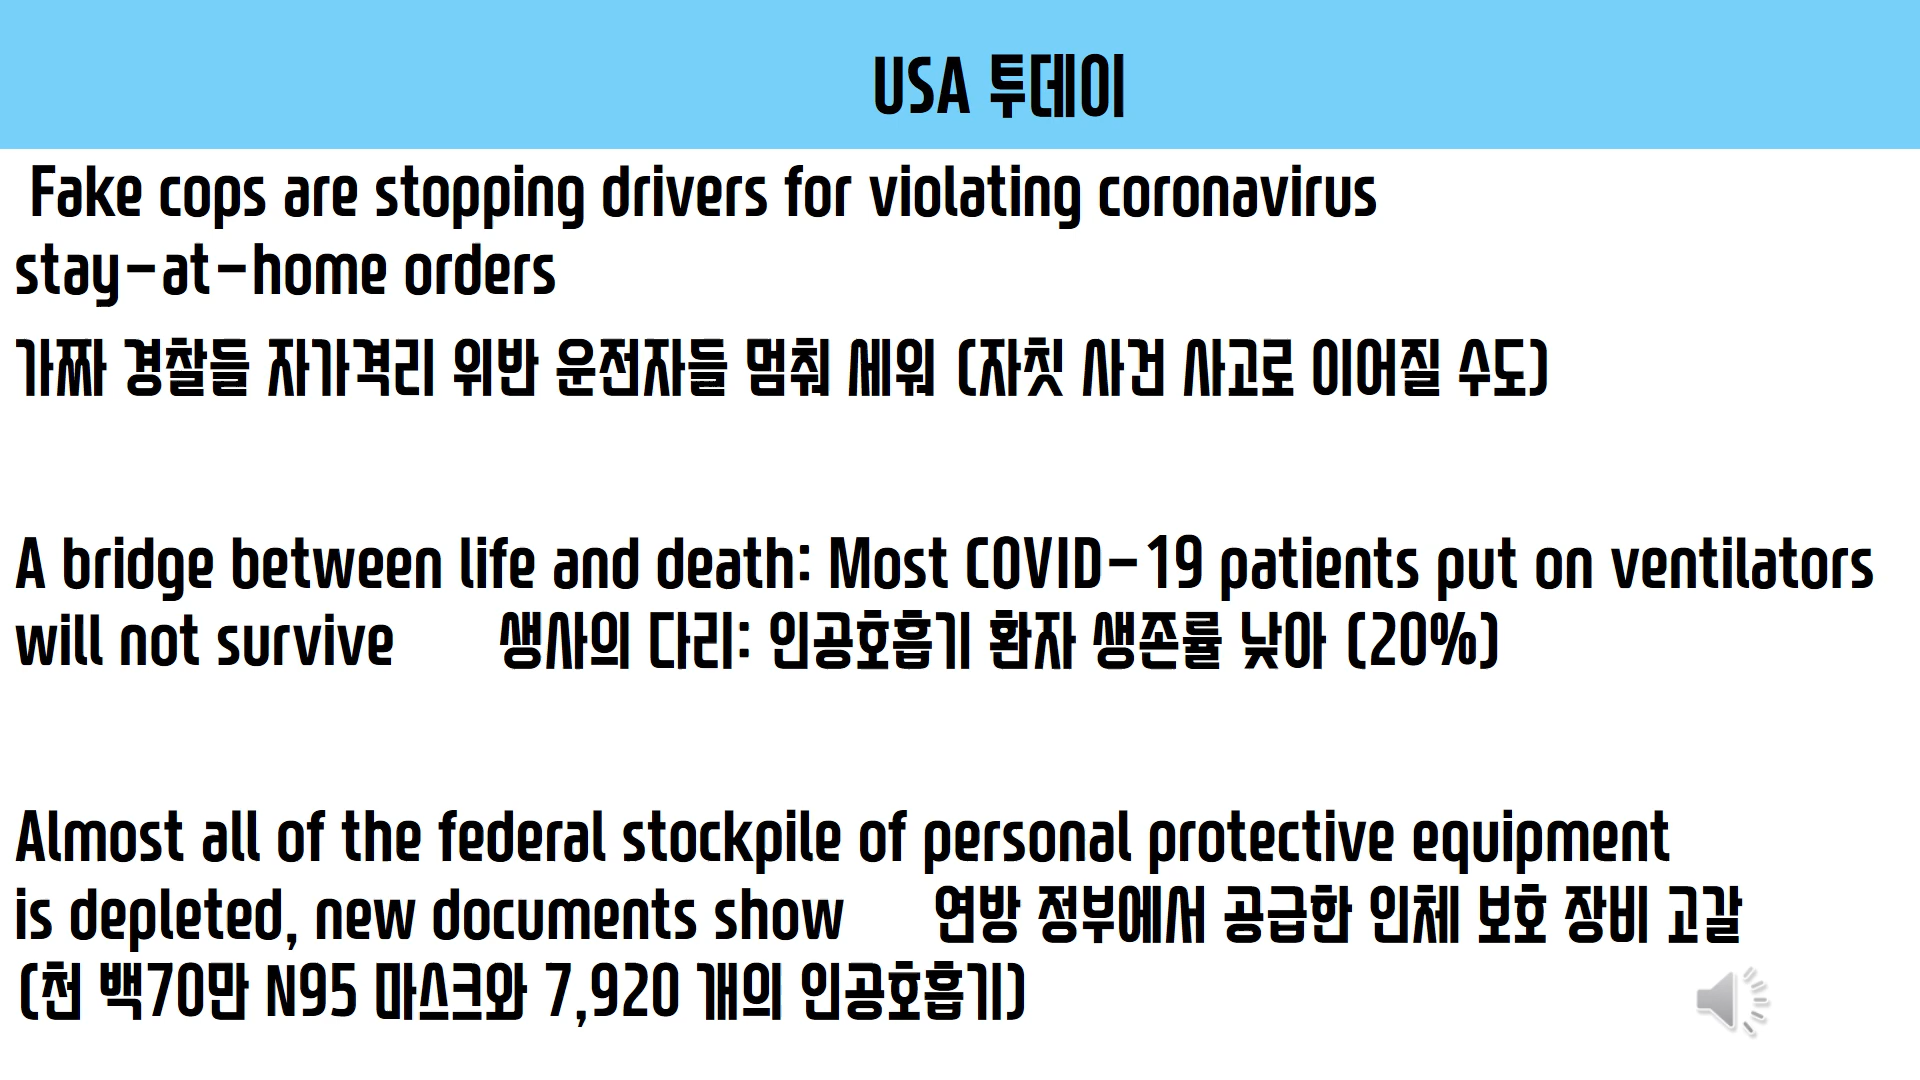 USA 투데이
Fake cops are stopping drivers for violating coronavirus
stay-at-home orders
가짜 경찰들 자가격리 위반 운전자들 멈춰 세워 (자칫 사건 사고로 이어질 수도)
A bridge between life and death: Most COVID-19 patients put on ventilators
will not survive 생사의 다리: 인공호흡기 환자 생존률 낮아 (20%)
Almost all of the federal stockpile of personal protective equipment
is depleted, new documents show 연방 정부에서 공급한 인체 보호 장비 고갈
(천 백70만 N95 마스크와 7,920 개의 인공호흡기)